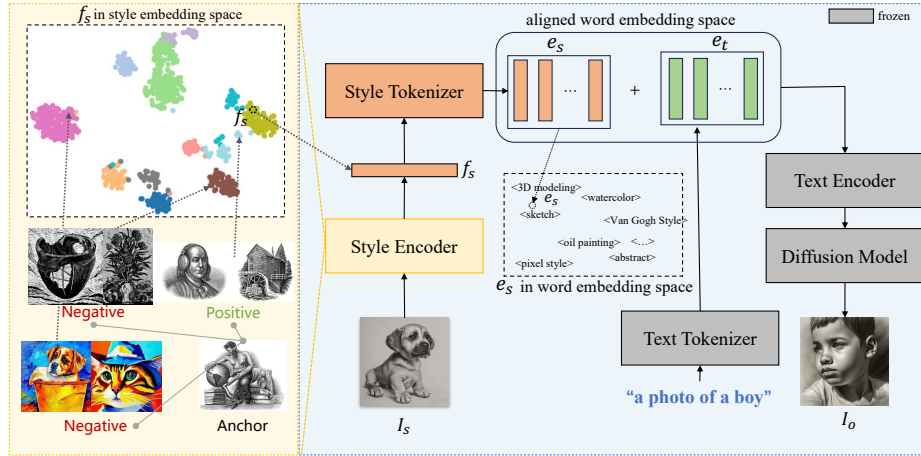 f_s in style embedding space
f_s
Negative
Positive
Negative
Anchor
Style Tokenizer
f_s
Style Encoder
I_s
aligned word embedding space
e_s
e_t
...
+
...
<3D modeling>
<watercolor>
e_s
<sketch>
<Van Gogh Style>
<oil painting>
<...>
<pixel style>
<abstract>
e_s in word embedding space
Text Tokenizer
"a photo of a boy"
frozen
Text Encoder
Diffusion Model
I_o